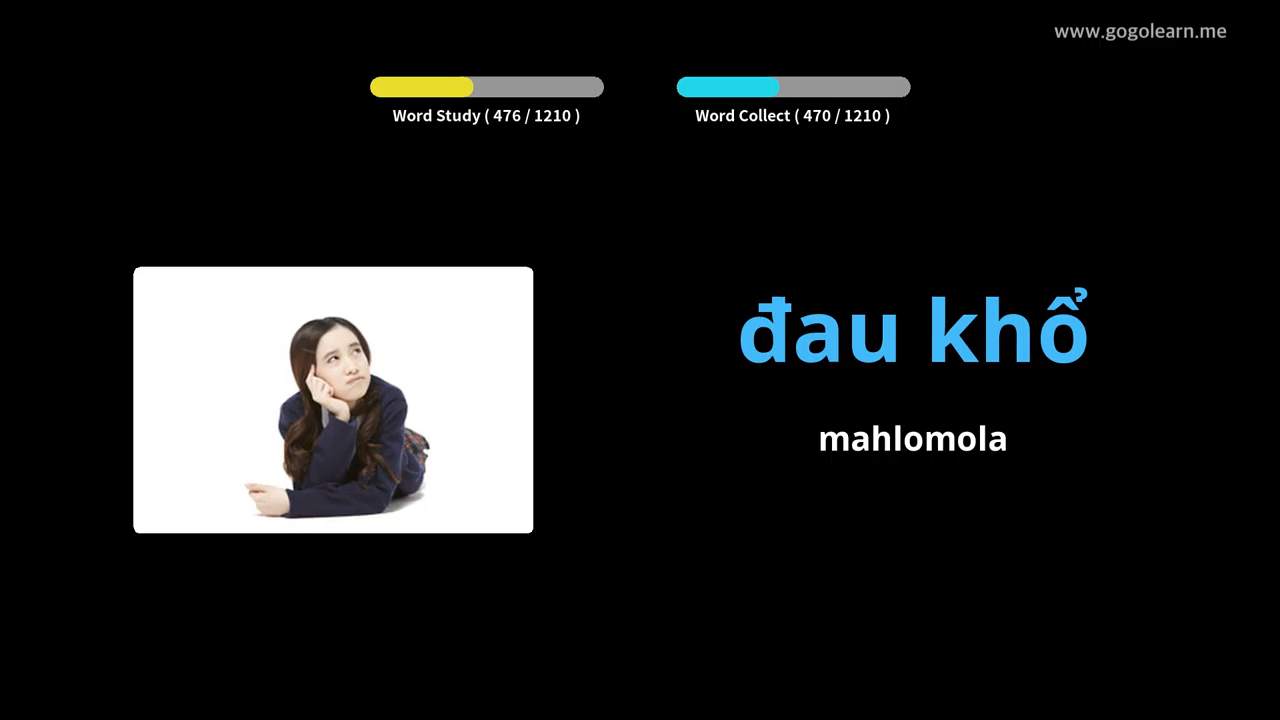 www.gogolearn.me
Word Study ( 476 / 1210 )
Word Collect ( 470 / 1210 )
đau khổ
mahlomola